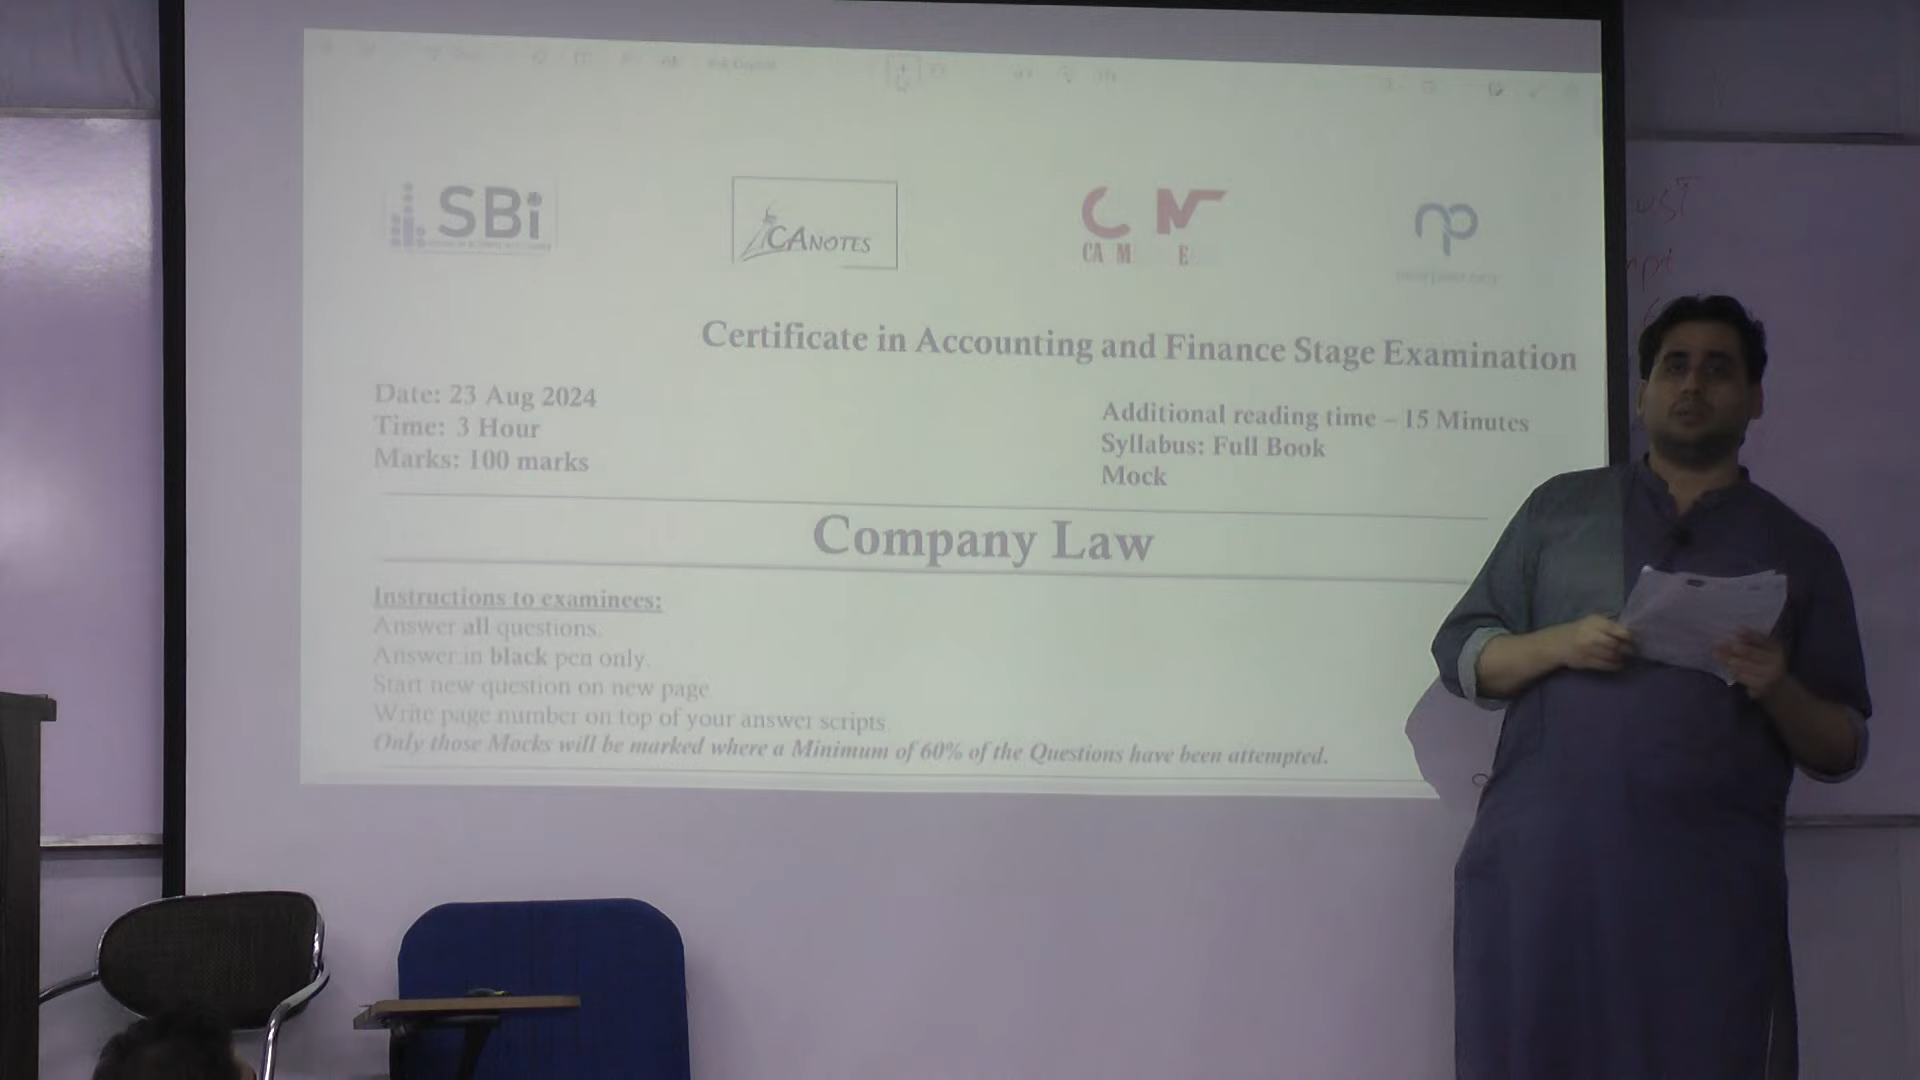 SBi
CANOTES
CA M E
Certificate in Accounting and Finance Stage Examination
Date: 23 Aug 2024
Time: 3 Hour
Marks: 100 marks
Additional reading time – 15 Minutes
Syllabus: Full Book
Mock
Company Law
Instructions to examinees:
Answer all questions.
Answer in black pen only.
Start new question on new page
Write page number on top of your answer scripts
Only those Mocks will be marked where a Minimum of 60% of the Questions have been attempted.